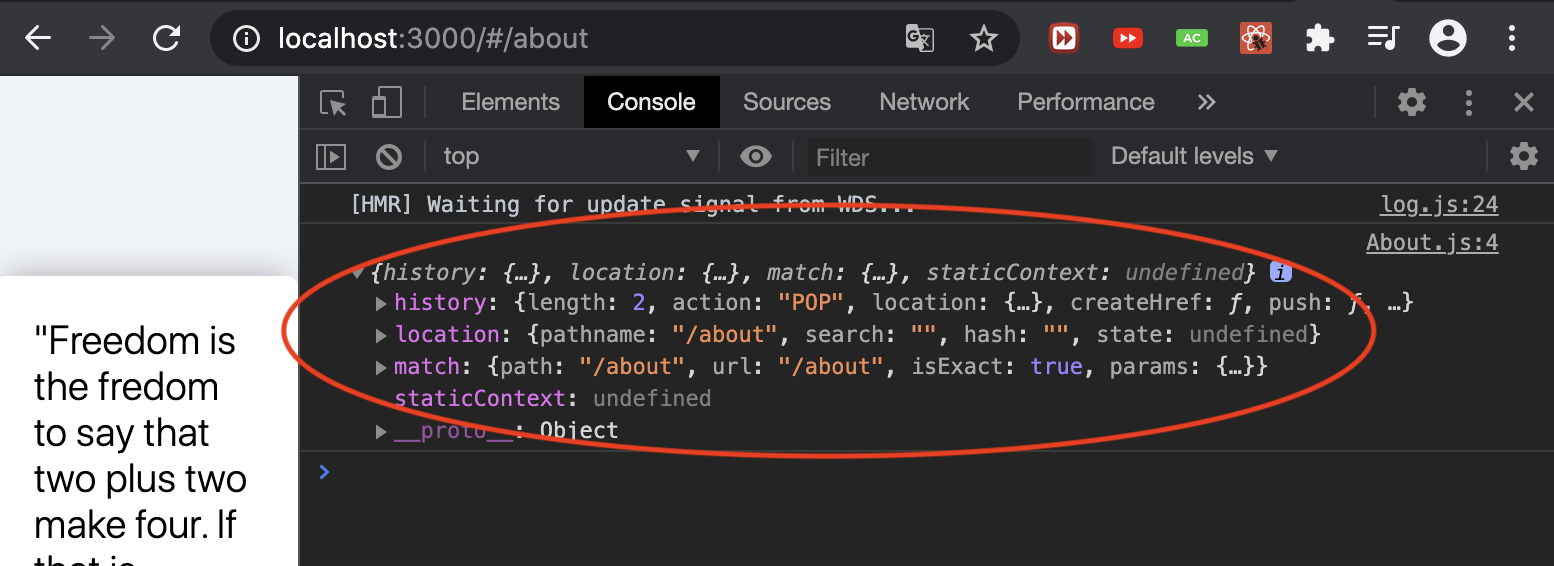 localhost:3000/#/about
AC
Elements Console Sources Network Performance »
top Filter Default levels ▼
[HMR] Waiting for update signal from WDS... log.js:24
About.js:4
▼{history: {…}, location: {…}, match: {…}, staticContext: undefined} i
▶ history: {length: 2, action: "POP", location: {…}, createHref: ƒ, push: ƒ, …}
▶ location: {pathname: "/about", search: "", hash: "", state: undefined}
▶ match: {path: "/about", url: "/about", isExact: true, params: {…}}
staticContext: undefined
▶ __proto__: Object
>
"Freedom is
the fredom
to say that
two plus two
make four. If
that is